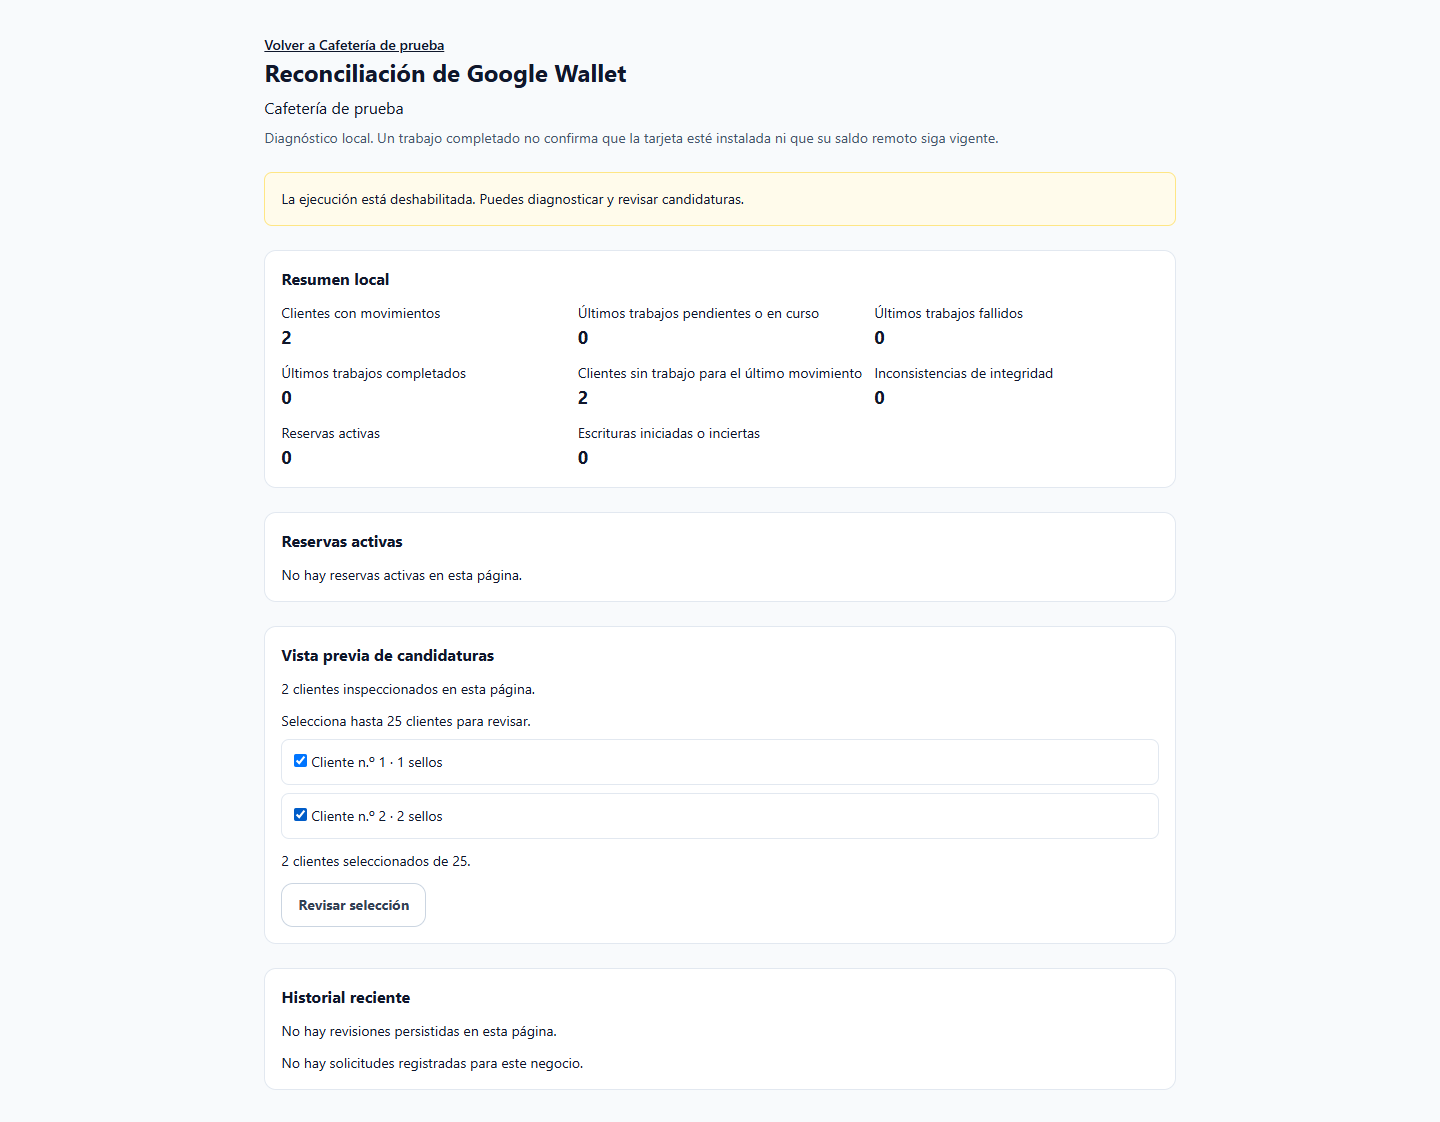 Volver a Cafetería de prueba
Reconciliación de Google Wallet
Cafetería de prueba
Diagnóstico local. Un trabajo completado no confirma que la tarjeta esté instalada ni que su saldo remoto siga vigente.
La ejecución está deshabilitada. Puedes diagnosticar y revisar candidaturas.
Resumen local
Clientes con movimientos
2
Últimos trabajos pendientes o en curso
0
Últimos trabajos fallidos
0
Últimos trabajos completados
0
Clientes sin trabajo para el último movimiento
2
Inconsistencias de integridad
0
Reservas activas
0
Escrituras iniciadas o inciertas
0
Reservas activas
No hay reservas activas en esta página.
Vista previa de candidaturas
2 clientes inspeccionados en esta página.
Selecciona hasta 25 clientes para revisar.
Cliente n.º 1 · 1 sellos
Cliente n.º 2 · 2 sellos
2 clientes seleccionados de 25.
Revisar selección
Historial reciente
No hay revisiones persistidas en esta página.
No hay solicitudes registradas para este negocio.